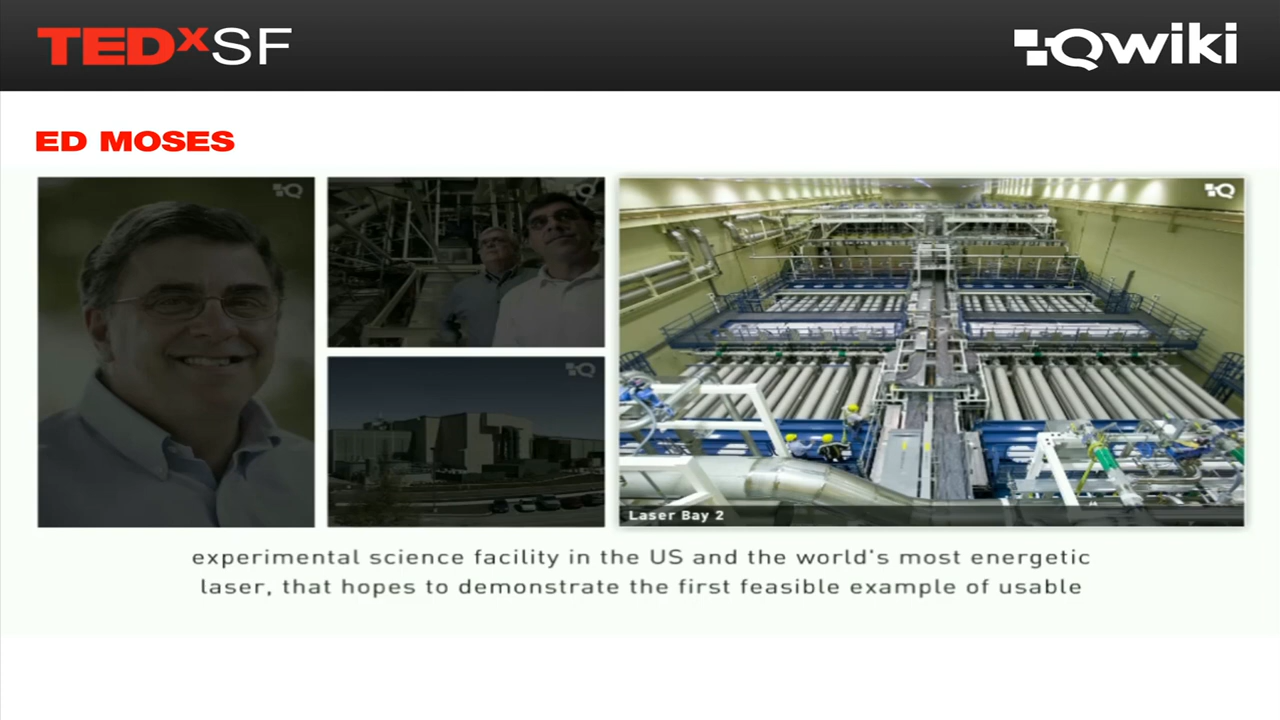 TEDxSF
Qwiki
ED MOSES
Laser Bay 2
experimental science facility in the US and the world's most energetic
laser, that hopes to demonstrate the first feasible example of usable